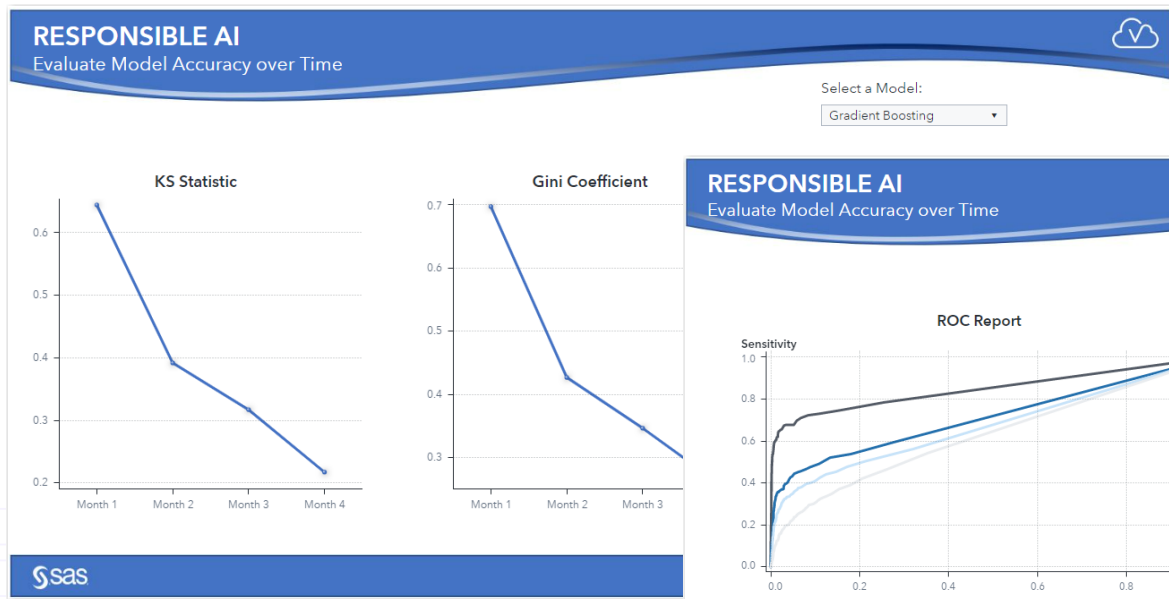 RESPONSIBLE AI
Evaluate Model Accuracy over Time
Select a Model:
Gradient Boosting
KS Statistic
0.6
0.5
0.4
0.3
0.2
Month 1 Month 2 Month 3 Month 4
Gini Coefficient
0.7
0.6
0.5
0.4
0.3
Month 1 Month 2 Month 3
RESPONSIBLE AI
Evaluate Model Accuracy over Time
ROC Report
Sensitivity
1.0
0.8
0.6
0.4
0.2
0.0
0.0 0.2 0.4 0.6 0.8
sas